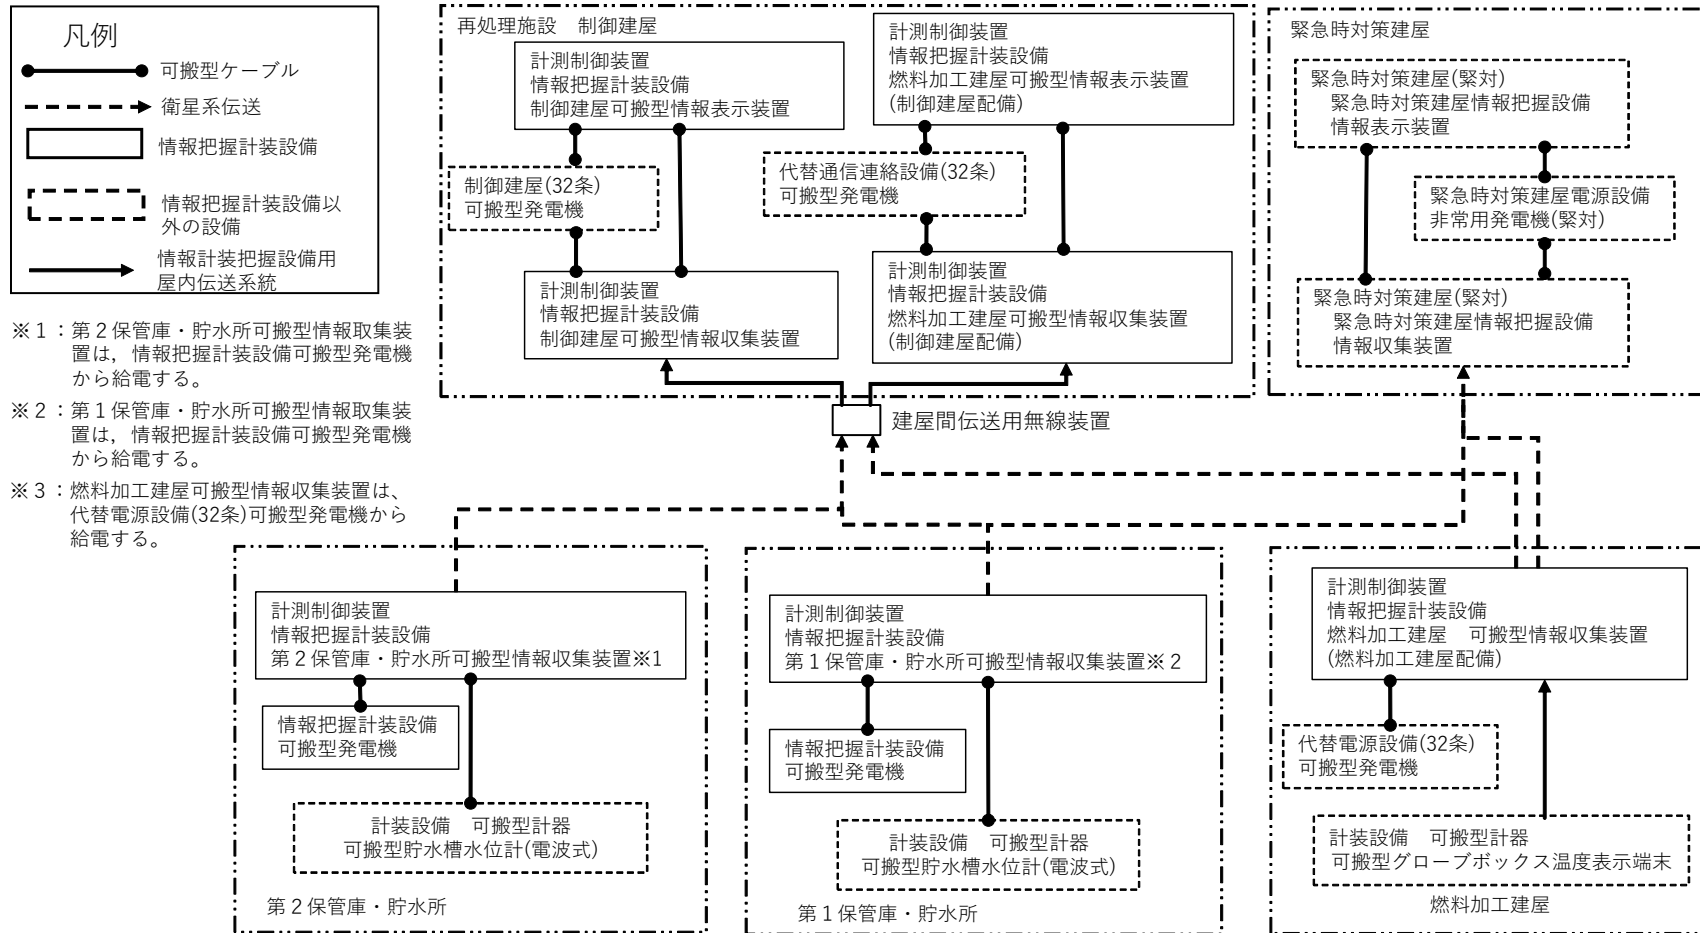 凡例
可搬型ケーブル
衛星系伝送
情報把握計装設備
情報把握計装設備以
外の設備
情報計装把握設備用
屋内伝送系統
※１：第２保管庫・貯水所可搬型情報取集装
置は，情報把握計装設備可搬型発電機
から給電する。
※２：第１保管庫・貯水所可搬型情報取集装
置は，情報把握計装設備可搬型発電機
から給電する。
※３：燃料加工建屋可搬型情報収集装置は、
代替電源設備(32条)可搬型発電機から
給電する。
再処理施設　制御建屋
計測制御装置
情報把握計装設備
制御建屋可搬型情報表示装置
計測制御装置
情報把握計装設備
燃料加工建屋可搬型情報表示装置
(制御建屋配備)
制御建屋(32条)
可搬型発電機
代替通信連絡設備(32条)
可搬型発電機
計測制御装置
情報把握計装設備
制御建屋可搬型情報収集装置
計測制御装置
情報把握計装設備
燃料加工建屋可搬型情報収集装置
(制御建屋配備)
建屋間伝送用無線装置
緊急時対策建屋
緊急時対策建屋(緊対)
緊急時対策建屋情報把握設備
情報表示装置
緊急時対策建屋電源設備
非常用発電機(緊対)
緊急時対策建屋(緊対)
緊急時対策建屋情報把握設備
情報収集装置
計測制御装置
情報把握計装設備
第２保管庫・貯水所可搬型情報収集装置※1
情報把握計装設備
可搬型発電機
計装設備　可搬型計器
可搬型貯水槽水位計(電波式)
第２保管庫・貯水所
計測制御装置
情報把握計装設備
第１保管庫・貯水所可搬型情報収集装置※２
情報把握計装設備
可搬型発電機
計装設備　可搬型計器
可搬型貯水槽水位計(電波式)
第１保管庫・貯水所
計測制御装置
情報把握計装設備
燃料加工建屋　可搬型情報収集装置
(燃料加工建屋配備)
代替電源設備(32条)
可搬型発電機
計装設備　可搬型計器
可搬型グローブボックス温度表示端末
燃料加工建屋